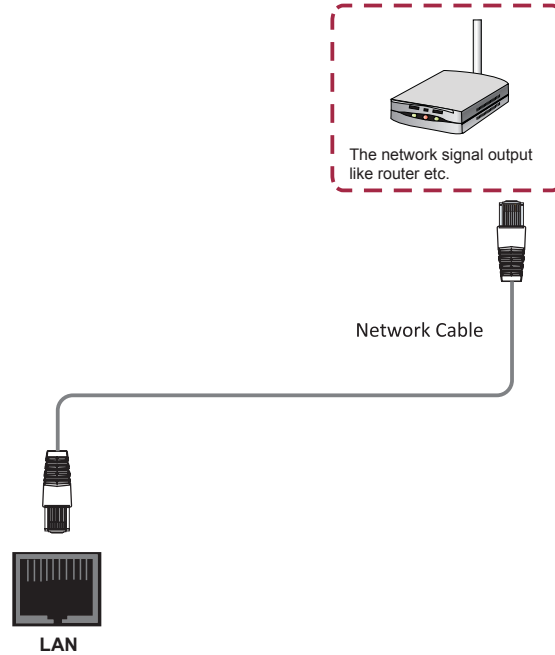 The network signal output
like router etc.
Network Cable
LAN